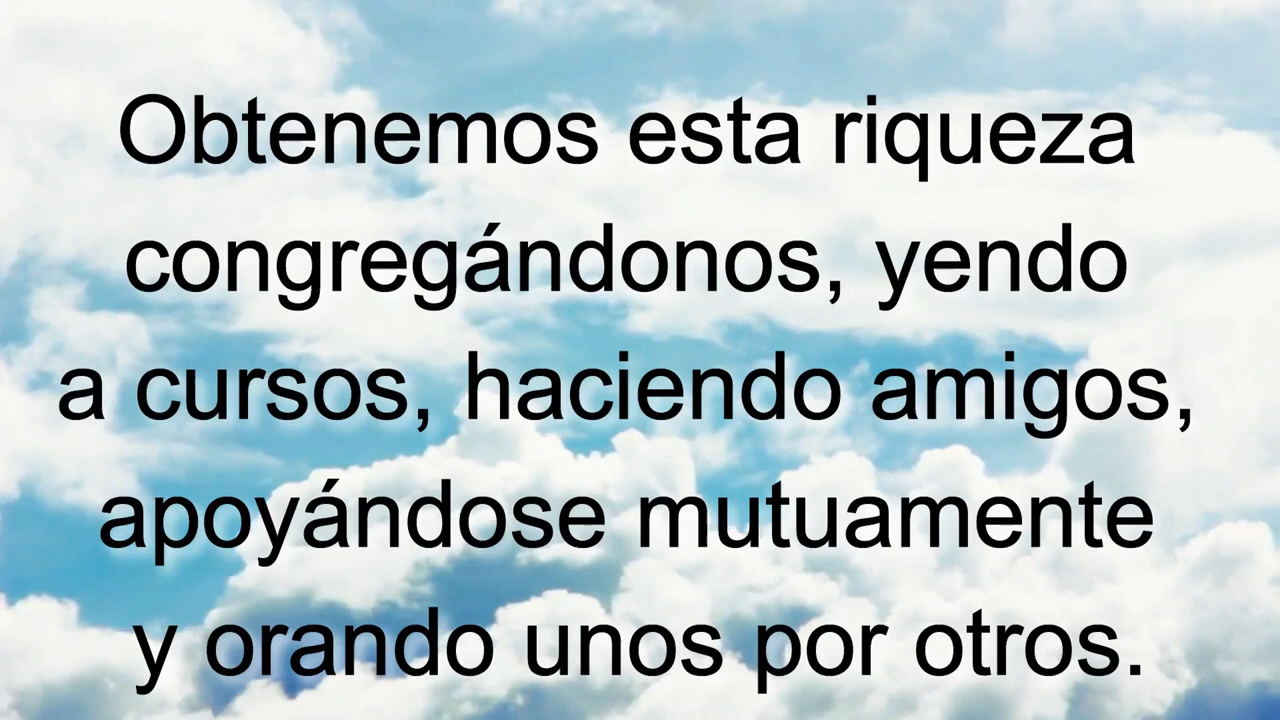 Obtenemos esta riqueza
congregándonos, yendo
a cursos, haciendo amigos,
apoyándose mutuamente
y orando unos por otros.